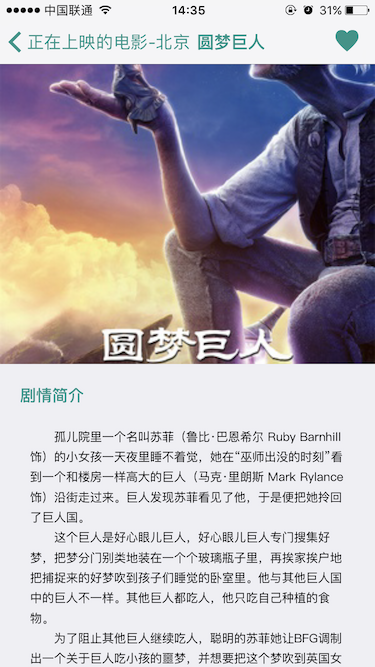 中国联通 14:35 31%
正在上映的电影-北京 圆梦巨人
圆梦巨人
剧情简介
孤儿院里一个名叫苏菲（鲁比·巴恩希尔 Ruby Barnhill
饰）的小女孩一天夜里睡不着觉，她在“巫师出没的时刻”看
到一个和楼房一样高大的巨人（马克·里朗斯 Mark Rylance
饰）沿街走过来。巨人发现苏菲看见了他，于是便把她拎回
了巨人国。
这个巨人是好心眼儿巨人，好心眼儿巨人专门搜集好
梦，把梦分门别类地装在一个个玻璃瓶子里，再挨家挨户地
把捕捉来的好梦吹到孩子们睡觉的卧室里。他与其他巨人国
中的巨人不一样。其他巨人都吃人，他只吃自己种植的食
物。
为了阻止其他巨人继续吃人，聪明的苏菲她让BFG调制
出一个关于巨人吃小孩的噩梦，并想要把这个梦吹到英国女